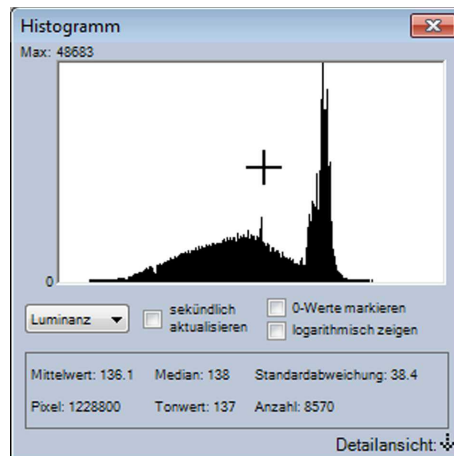 Histogramm
Max: 48683
0
Luminanz
sekündlich
aktualisieren
0-Werte markieren
logarithmisch zeigen
Mittelwert: 136.1 Median: 138 Standardabweichung: 38.4
Pixel: 1228800 Tonwert: 137 Anzahl: 8570
Detailansicht: